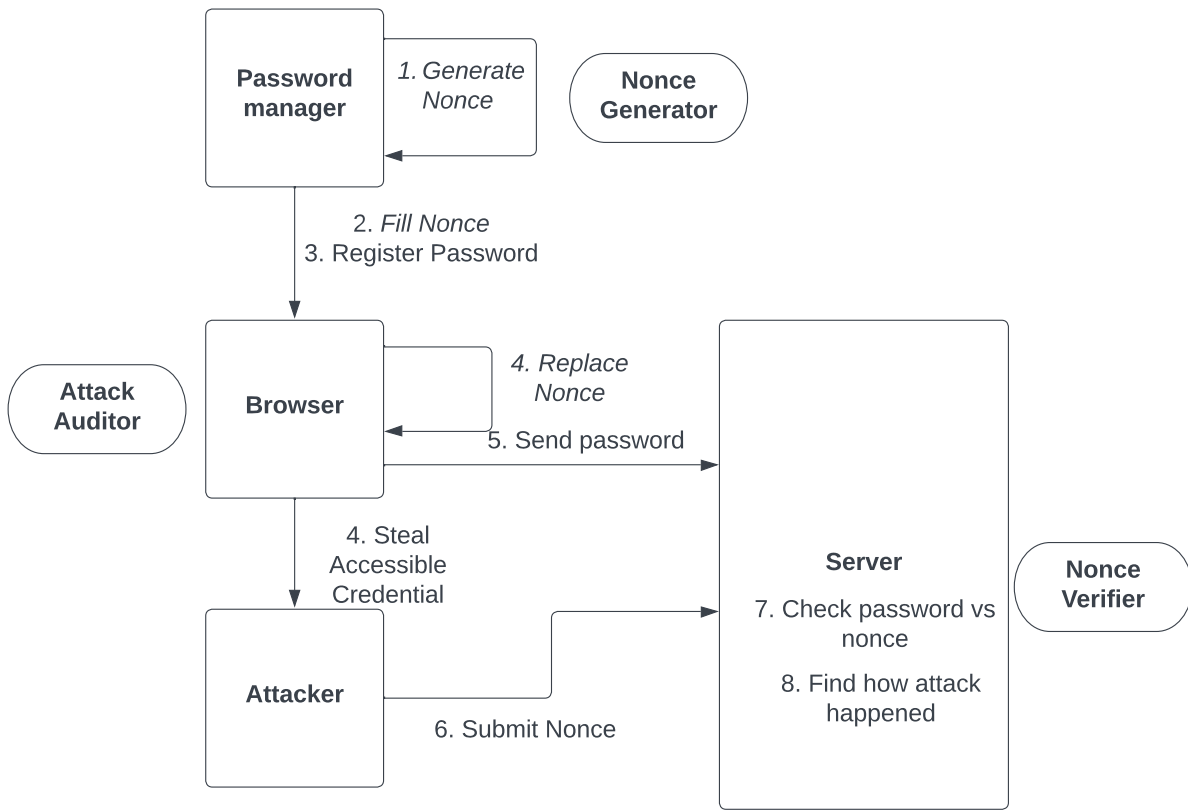 Password
manager
1. Generate
Nonce
Nonce
Generator
2. Fill Nonce
3. Register Password
Attack
Auditor
Browser
4. Replace
Nonce
5. Send password
4. Steal
Accessible
Credential
Server
7. Check password vs
nonce
8. Find how attack
happened
Nonce
Verifier
Attacker
6. Submit Nonce